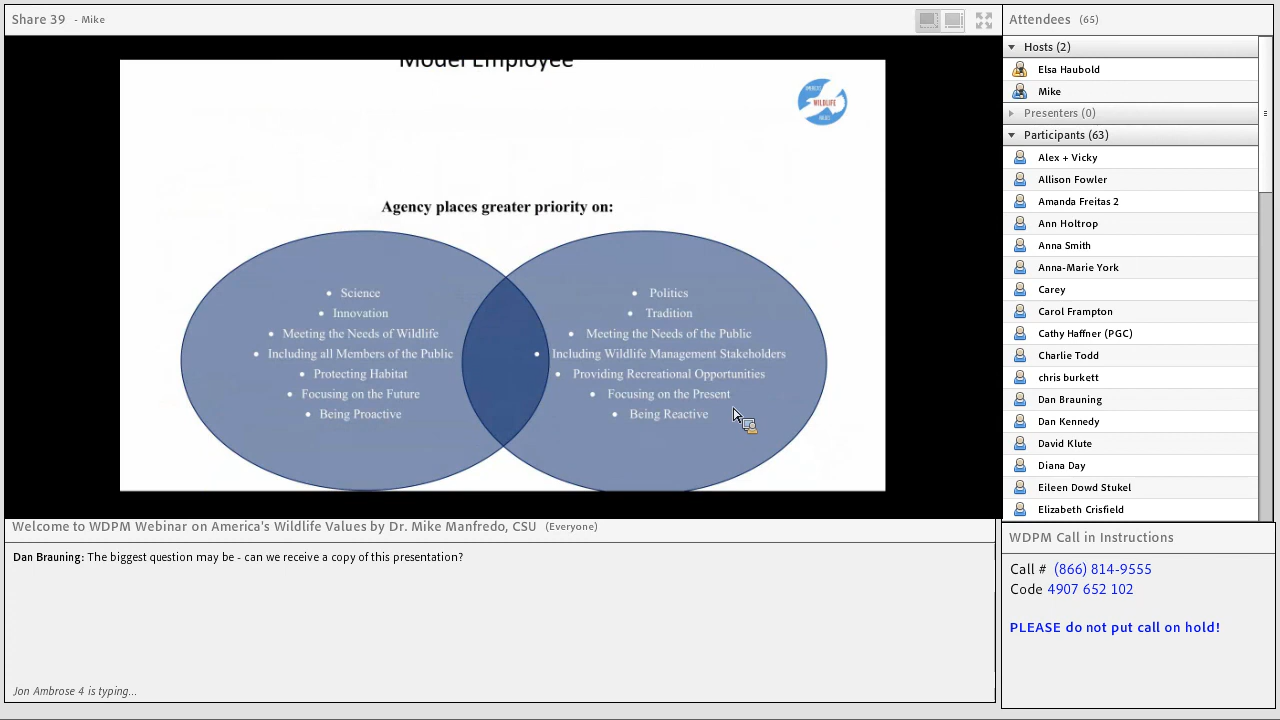 Share 39 - Mike
Model Employee
WILDLIFE
Agency places greater priority on:
• Science
• Innovation
• Meeting the Needs of Wildlife
• Including all Members of the Public
• Protecting Habitat
• Focusing on the Future
• Being Proactive
• Politics
• Tradition
• Meeting the Needs of the Public
• Including Wildlife Management Stakeholders
• Providing Recreational Opportunities
• Focusing on the Present
• Being Reactive
Welcome to WDPM Webinar on America's Wildlife Values by Dr. Mike Manfredo, CSU (Everyone)
Dan Brauning: The biggest question may be - can we receive a copy of this presentation?
Jon Ambrose 4 is typing...
Attendees (65)
Hosts (2)
Elsa Haubold
Mike
Presenters (0)
Participants (63)
Alex + Vicky
Allison Fowler
Amanda Freitas 2
Ann Holtrop
Anna Smith
Anna-Marie York
Carey
Carol Frampton
Cathy Haffner (PGC)
Charlie Todd
chris burkett
Dan Brauning
Dan Kennedy
David Klute
Diana Day
Eileen Dowd Stukel
Elizabeth Crisfield
WDPM Call in Instructions
Call # (866) 814-9555
Code 4907 652 102
PLEASE do not put call on hold!